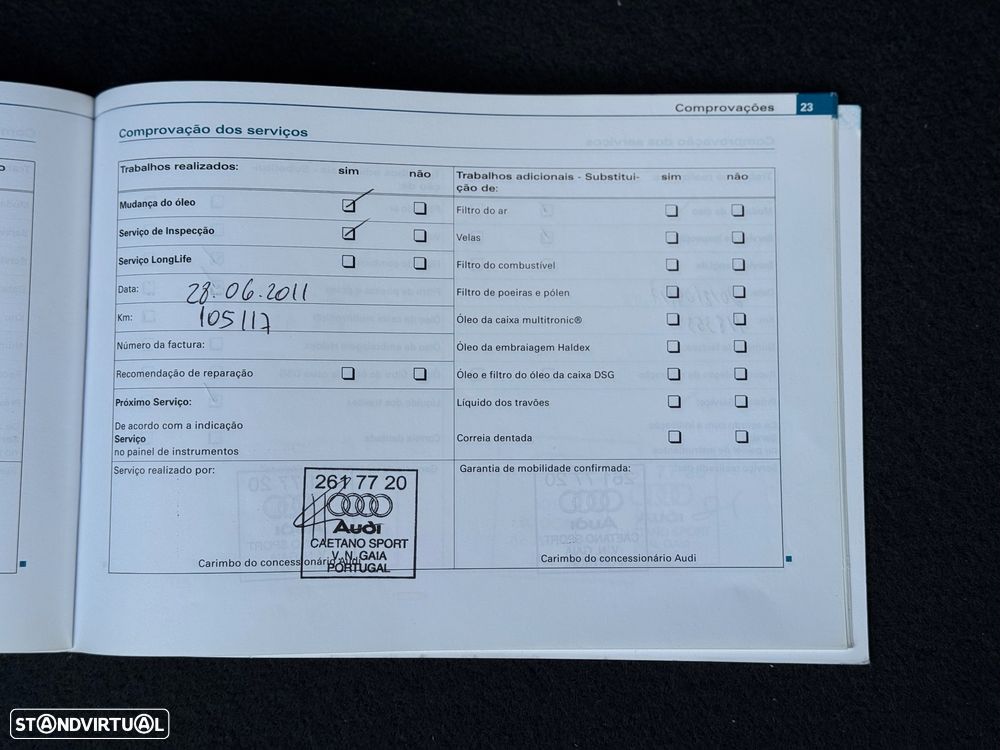 Comprovações 23
Comprovação dos serviços
Trabalhos realizados: sim não
Mudança do óleo
Serviço de Inspecção
Serviço LongLife
Data: 28.06.2011
Km: 105117
Número da factura:
Recomendação de reparação
Próximo Serviço:
De acordo com a indicação
Serviço
no painel de instrumentos
Serviço realizado por:
261 77 20
Audi
CAETANO SPORT
V. N. GAIA
PORTUGAL
Carimbo do concessionário Audi
Trabalhos adicionais - Substitui- sim não
ção de:
Filtro do ar
Velas
Filtro do combustível
Filtro de poeiras e pólen
Óleo da caixa multitronic®
Óleo da embraiagem Haldex
Óleo e filtro do óleo da caixa DSG
Líquido dos travões
Correia dentada
Garantia de mobilidade confirmada:
Carimbo do concessionário Audi
STANDVIRTUAL